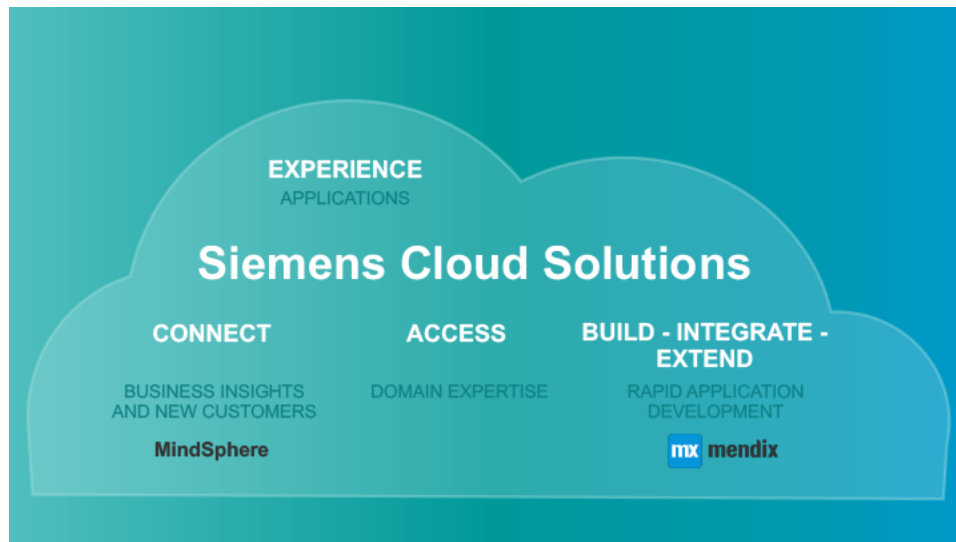 EXPERIENCE
APPLICATIONS
Siemens Cloud Solutions
CONNECT
BUSINESS INSIGHTS
AND NEW CUSTOMERS
MindSphere
ACCESS
DOMAIN EXPERTISE
BUILD - INTEGRATE -
EXTEND
RAPID APPLICATION
DEVELOPMENT
mx mendix